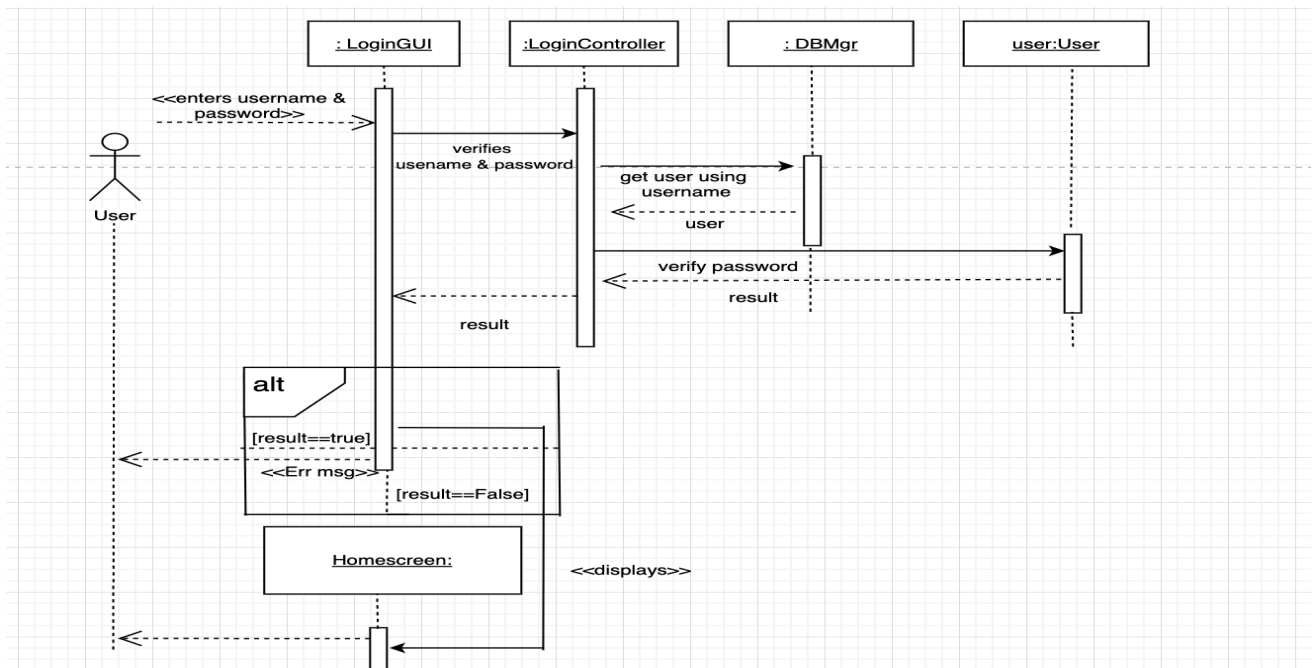 : LoginGUI
:LoginController
: DBMgr
user:User
<<enters username &
password>>
verifies
usename & password
get user using
username
user
User
verify password
result
result
alt
[result==true]
<<Err msg>>
[result==False]
Homescreen:
<<displays>>